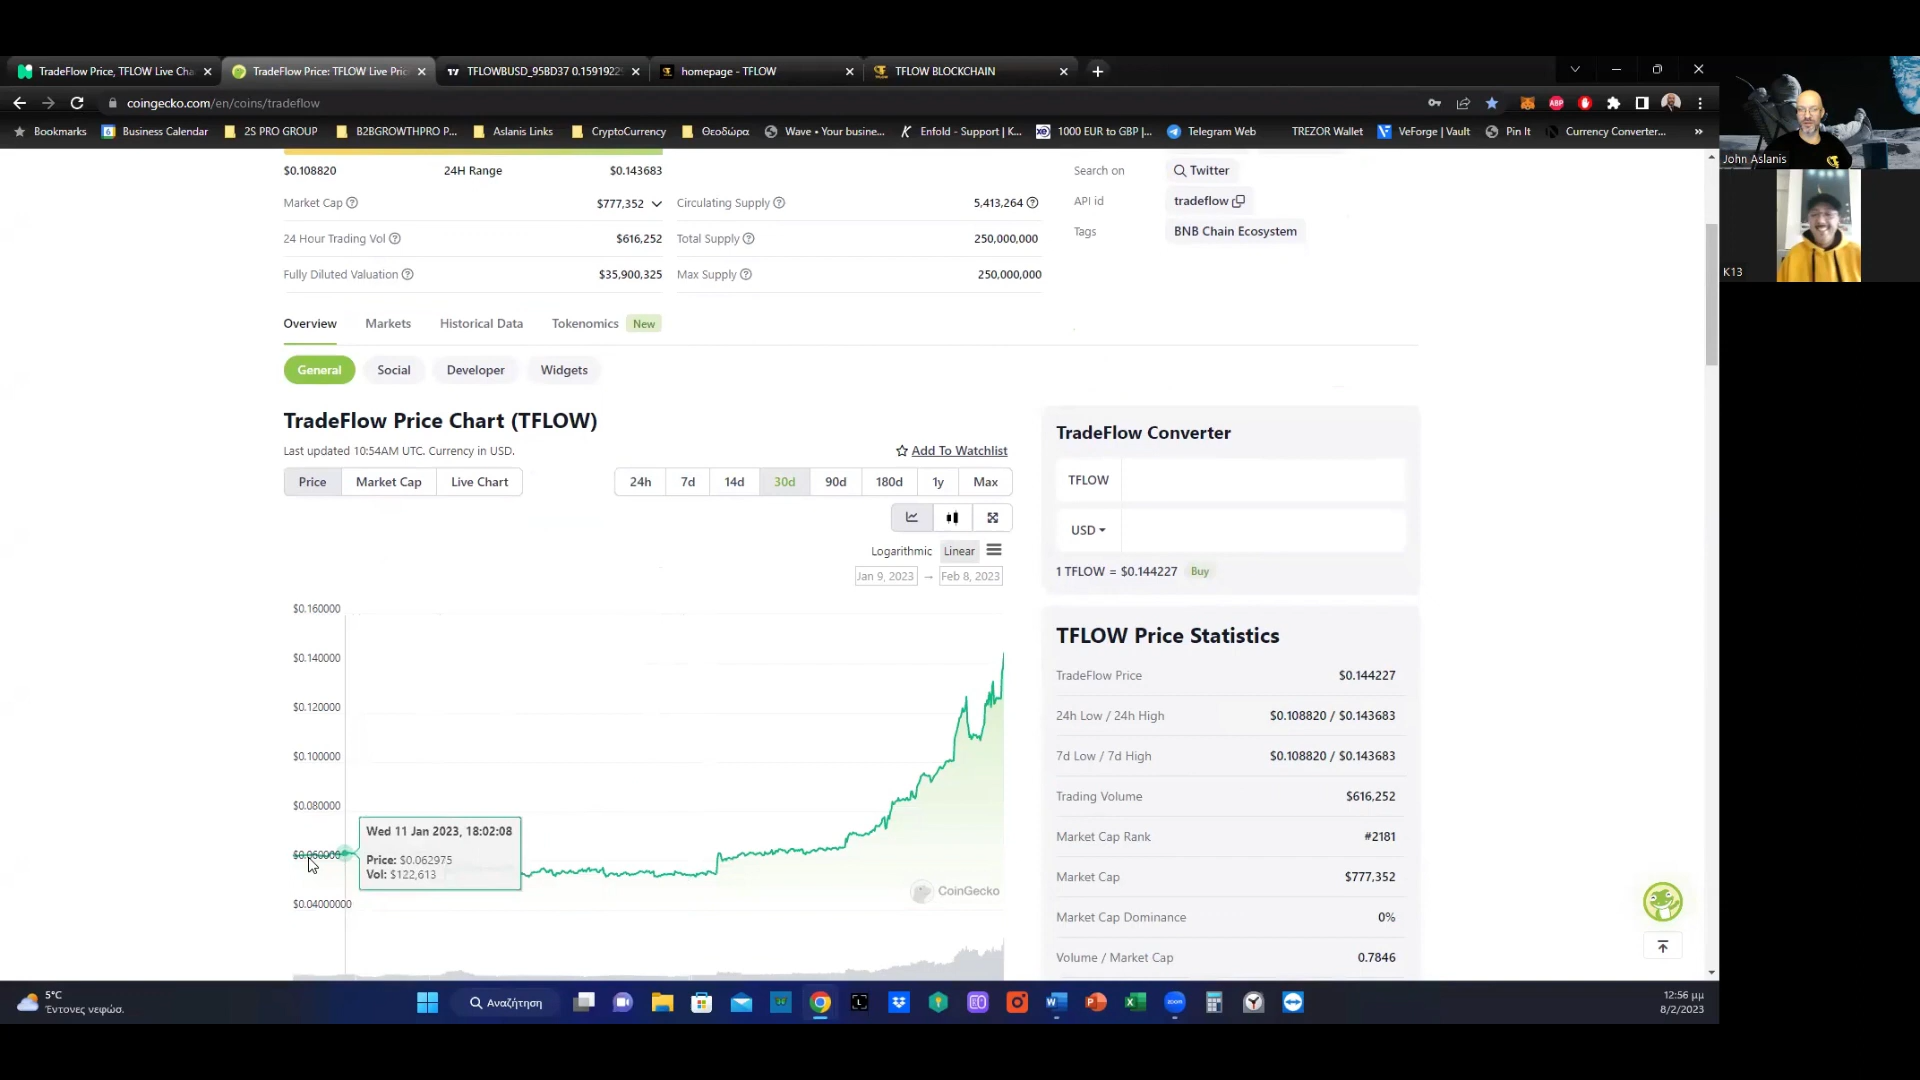 TradeFlow Price, TFLOW Live Cha
TradeFlow Price: TFLOW Live Pric
TFLOWBUSD_95BD37 0.1591922
homepage - TFLOW
TFLOW BLOCKCHAIN
coingecko.com/en/coins/tradeflow
Bookmarks
Business Calendar
2S PRO GROUP
B2BGROWTHPRO P...
Aslanis Links
CryptoCurrency
Θεοδώρα
Wave • Your busine...
Enfold - Support | K...
1000 EUR to GBP |...
Telegram Web
TREZOR Wallet
VeForge | Vault
Pin It
Currency Converter...
»
John Aslanis
K13
$0.108820 24H Range $0.143683
Market Cap $777,352
24 Hour Trading Vol $616,252
Fully Diluted Valuation $35,900,325
Circulating Supply 5,413,264
Total Supply 250,000,000
Max Supply 250,000,000
Search on Twitter
API id tradeflow
Tags BNB Chain Ecosystem
Overview Markets Historical Data Tokenomics New
General Social Developer Widgets
TradeFlow Price Chart (TFLOW)
Last updated 10:54AM UTC. Currency in USD.
Add To Watchlist
Price Market Cap Live Chart
24h 7d 14d 30d 90d 180d 1y Max
Logarithmic Linear
Jan 9, 2023 → Feb 8, 2023
$0.160000
$0.140000
$0.120000
$0.100000
$0.080000
$0.060000
$0.04000000
Wed 11 Jan 2023, 18:02:08
Price: $0.062975
Vol: $122,613
CoinGecko
TradeFlow Converter
TFLOW
USD
1 TFLOW = $0.144227 Buy
TFLOW Price Statistics
TradeFlow Price $0.144227
24h Low / 24h High $0.108820 / $0.143683
7d Low / 7d High $0.108820 / $0.143683
Trading Volume $616,252
Market Cap Rank #2181
Market Cap $777,352
Market Cap Dominance 0%
Volume / Market Cap 0.7846
5°C
Έντονες νεφώσ.
Αναζήτηση
12:56 μμ
8/2/2023